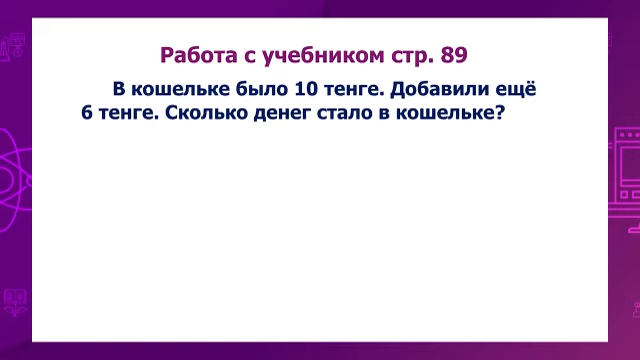 Работа с учебником стр. 89
В кошельке было 10 тенге. Добавили ещё
6 тенге. Сколько денег стало в кошельке?